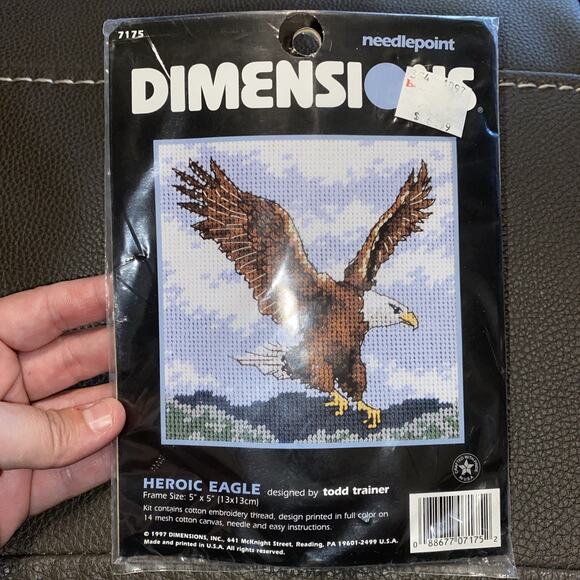 7175
needlepoint
DIMENSIONS®
HEROIC EAGLE designed by todd trainer
Frame Size: 5" x 5" (13x13cm)
Kit contains cotton embroidery thread, design printed in full color on
14 mesh cotton canvas, needle and easy instructions.
© 1997 DIMENSIONS, INC., 641 McKnight Street, Reading, PA 19601-2499 U.S.A.
Made and printed in U.S.A. All rights reserved.
0 88677 07175 2